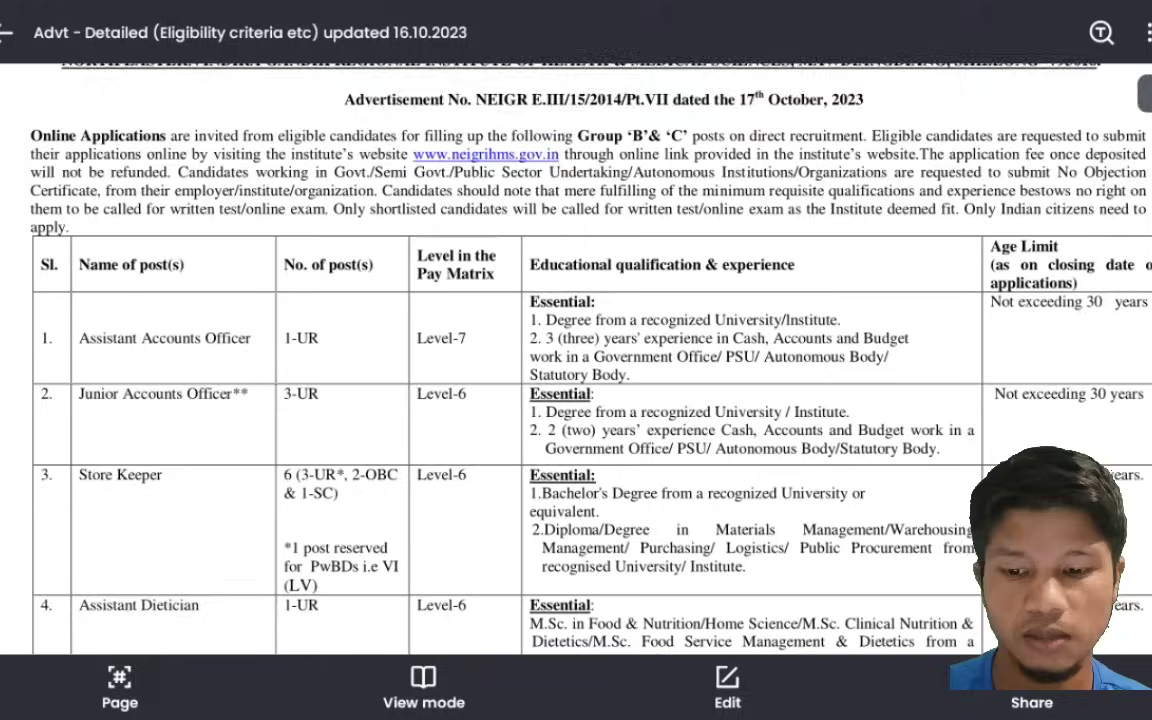 Advt - Detailed (Eligibility criteria etc) updated 16.10.2023
Advertisement No. NEIGR E.III/15/2014/Pt.VII dated the 17th October, 2023
Online Applications are invited from eligible candidates for filling up the following Group ‘B’& ‘C’ posts on direct recruitment. Eligible candidates are requested to submit
their applications online by visiting the institute’s website www.neigrihms.gov.in through online link provided in the institute’s website.The application fee once deposited
will not be refunded. Candidates working in Govt./Semi Govt./Public Sector Undertaking/Autonomous Institutions/Organizations are requested to submit No Objection
Certificate, from their employer/institute/organization. Candidates should note that mere fulfilling of the minimum requisite qualifications and experience bestows no right on
them to be called for written test/online exam. Only shortlisted candidates will be called for written test/online exam as the Institute deemed fit. Only Indian citizens need to
apply.
Sl. Name of post(s) No. of post(s) Level in the Pay Matrix Educational qualification & experience Age Limit
(as on closing date o
applications)
1. Assistant Accounts Officer 1-UR Level-7 Essential: Not exceeding 30 years
1. Degree from a recognized University/Institute.
2. 3 (three) years' experience in Cash, Accounts and Budget
work in a Government Office/ PSU/ Autonomous Body/
Statutory Body.
2. Junior Accounts Officer** 3-UR Level-6 Essential: Not exceeding 30 years
1. Degree from a recognized University / Institute.
2. 2 (two) years’ experience Cash, Accounts and Budget work in a
Government Office/ PSU/ Autonomous Body/Statutory Body.
3. Store Keeper 6 (3-UR*, 2-OBC Level-6 Essential: ears.
& 1-SC) 1.Bachelor's Degree from a recognized University or
equivalent.
2.Diploma/Degree in Materials Management/Warehousing
*1 post reserved Management/ Purchasing/ Logistics/ Public Procurement from
for PwBDs i.e VI recognised University/ Institute.
(LV)
4. Assistant Dietician 1-UR Level-6 Essential: ears.
M.Sc. in Food & Nutrition/Home Science/M.Sc. Clinical Nutrition &
Dietetics/M.Sc. Food Service Management & Dietetics from a
Page View mode Edit Share